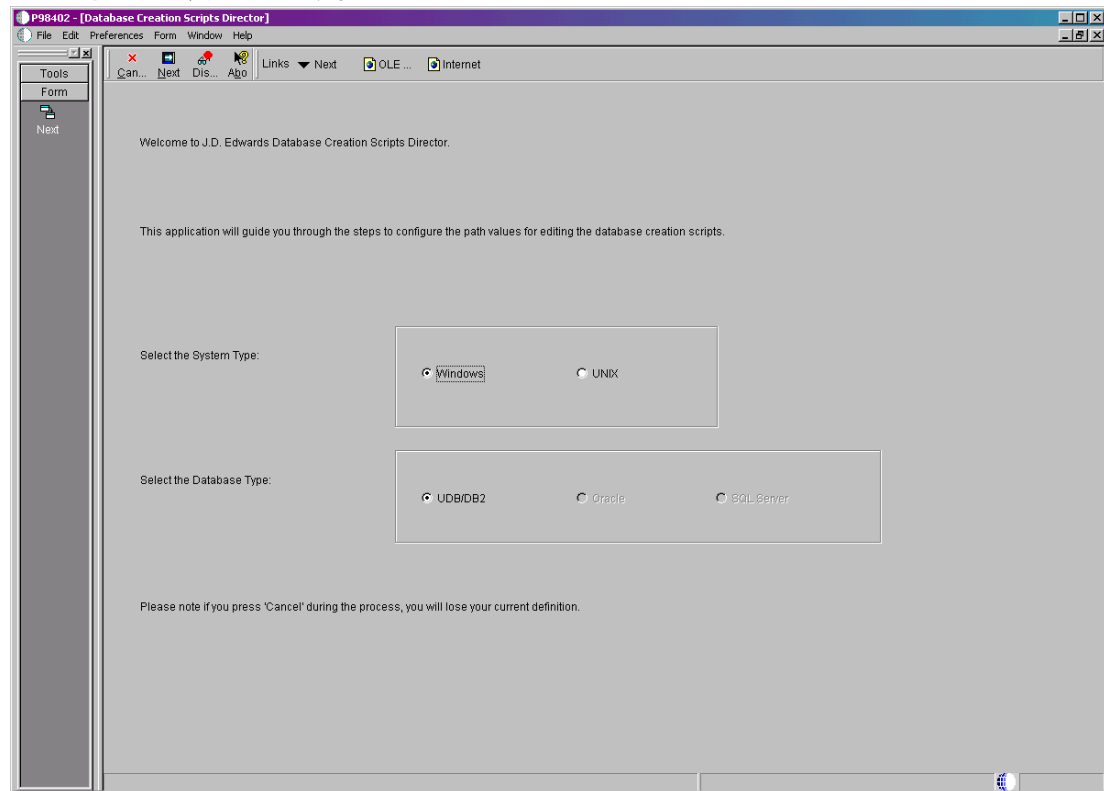 P98402 - [Database Creation Scripts Director]
File Edit Preferences Form Window Help
Tools
Form
Next
Can... Next Dis... Abo Links Next OLE ... Internet
Welcome to J.D. Edwards Database Creation Scripts Director.
This application will guide you through the steps to configure the path values for editing the database creation scripts.
Select the System Type:
Windows UNIX
Select the Database Type:
UDB/DB2 Oracle SQL Server
Please note if you press 'Cancel' during the process, you will lose your current definition.